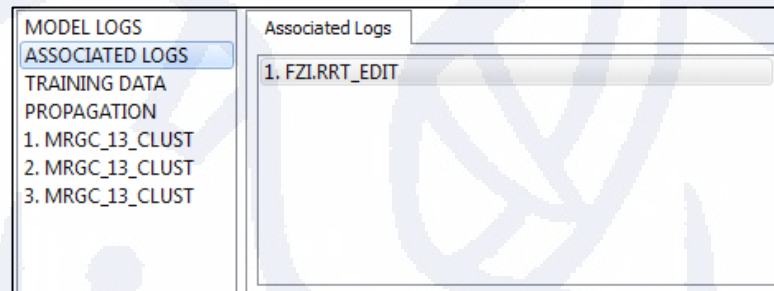 MODEL LOGS
ASSOCIATED LOGS
TRAINING DATA
PROPAGATION
1. MRGC_13_CLUST
2. MRGC_13_CLUST
3. MRGC_13_CLUST
Associated Logs
1. FZI.RRT_EDIT